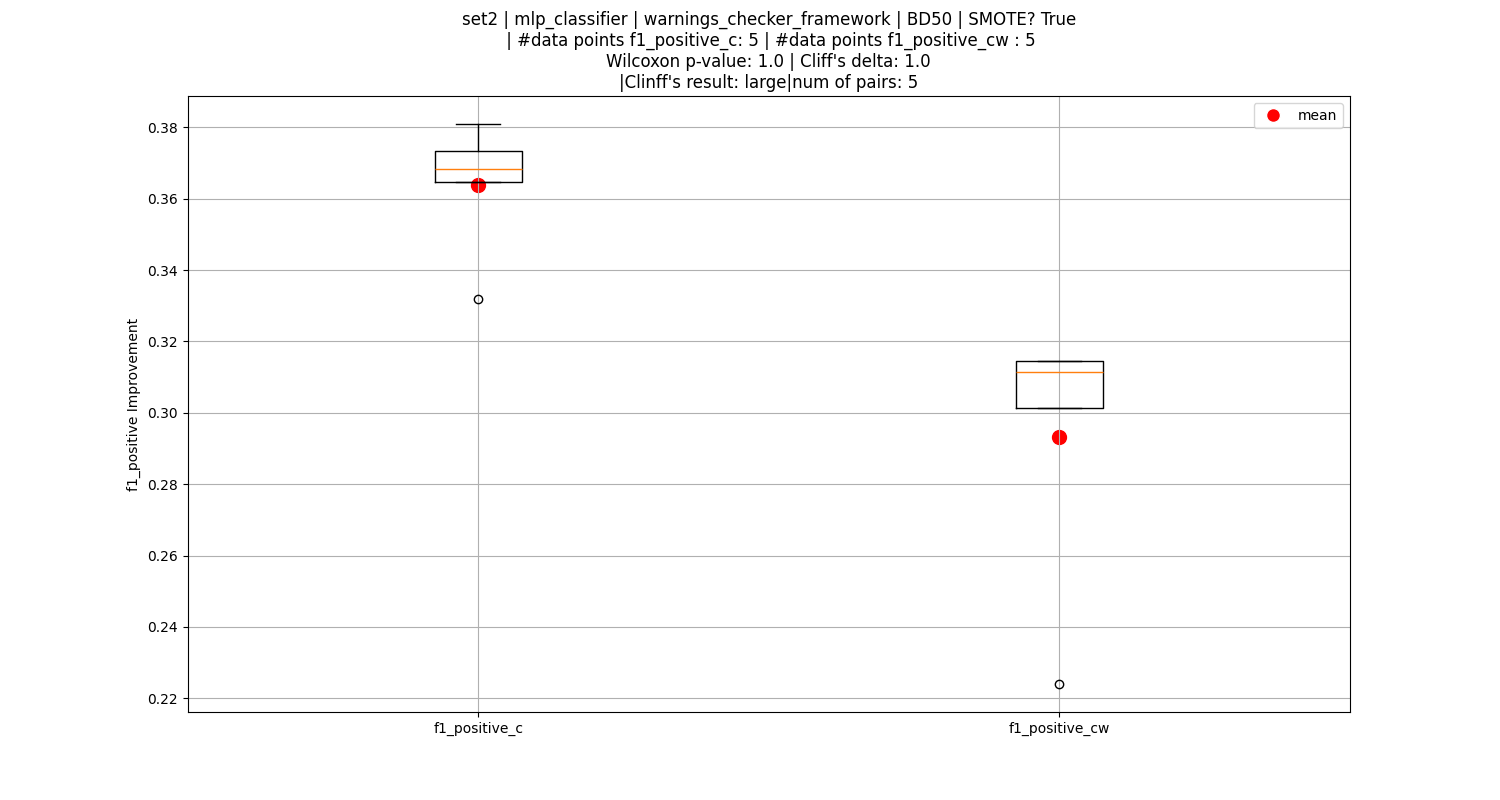 set2 | mlp_classifier | warnings_checker_framework | BD50 | SMOTE? True
| #data points f1_positive_c: 5 | #data points f1_positive_cw : 5
Wilcoxon p-value: 1.0 | Cliff's delta: 1.0
|Clinff's result: large|num of pairs: 5
mean
0.38
0.36
0.34
0.32
0.30
0.28
0.26
0.24
0.22
f1_positive Improvement
f1_positive_c
f1_positive_cw